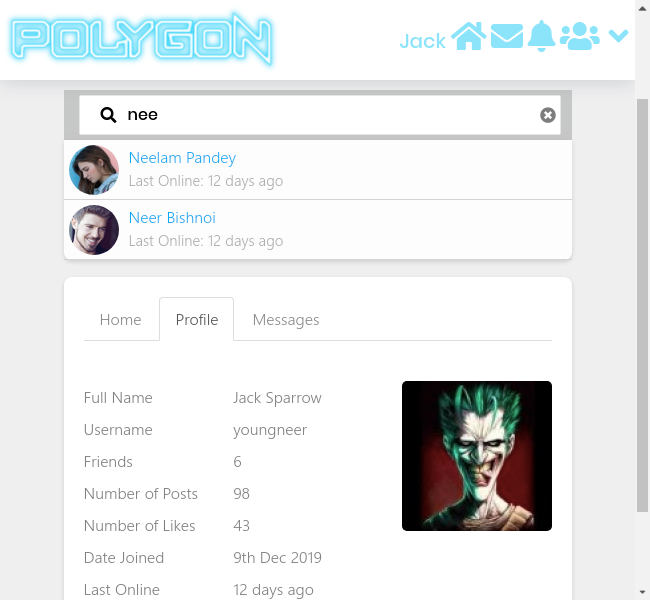 POLYGON
Jack
nee
Neelam Pandey
Last Online: 12 days ago
Neer Bishnoi
Last Online: 12 days ago
Home Profile Messages
Full Name Jack Sparrow
Username youngneer
Friends 6
Number of Posts 98
Number of Likes 43
Date Joined 9th Dec 2019
Last Online 12 days ago